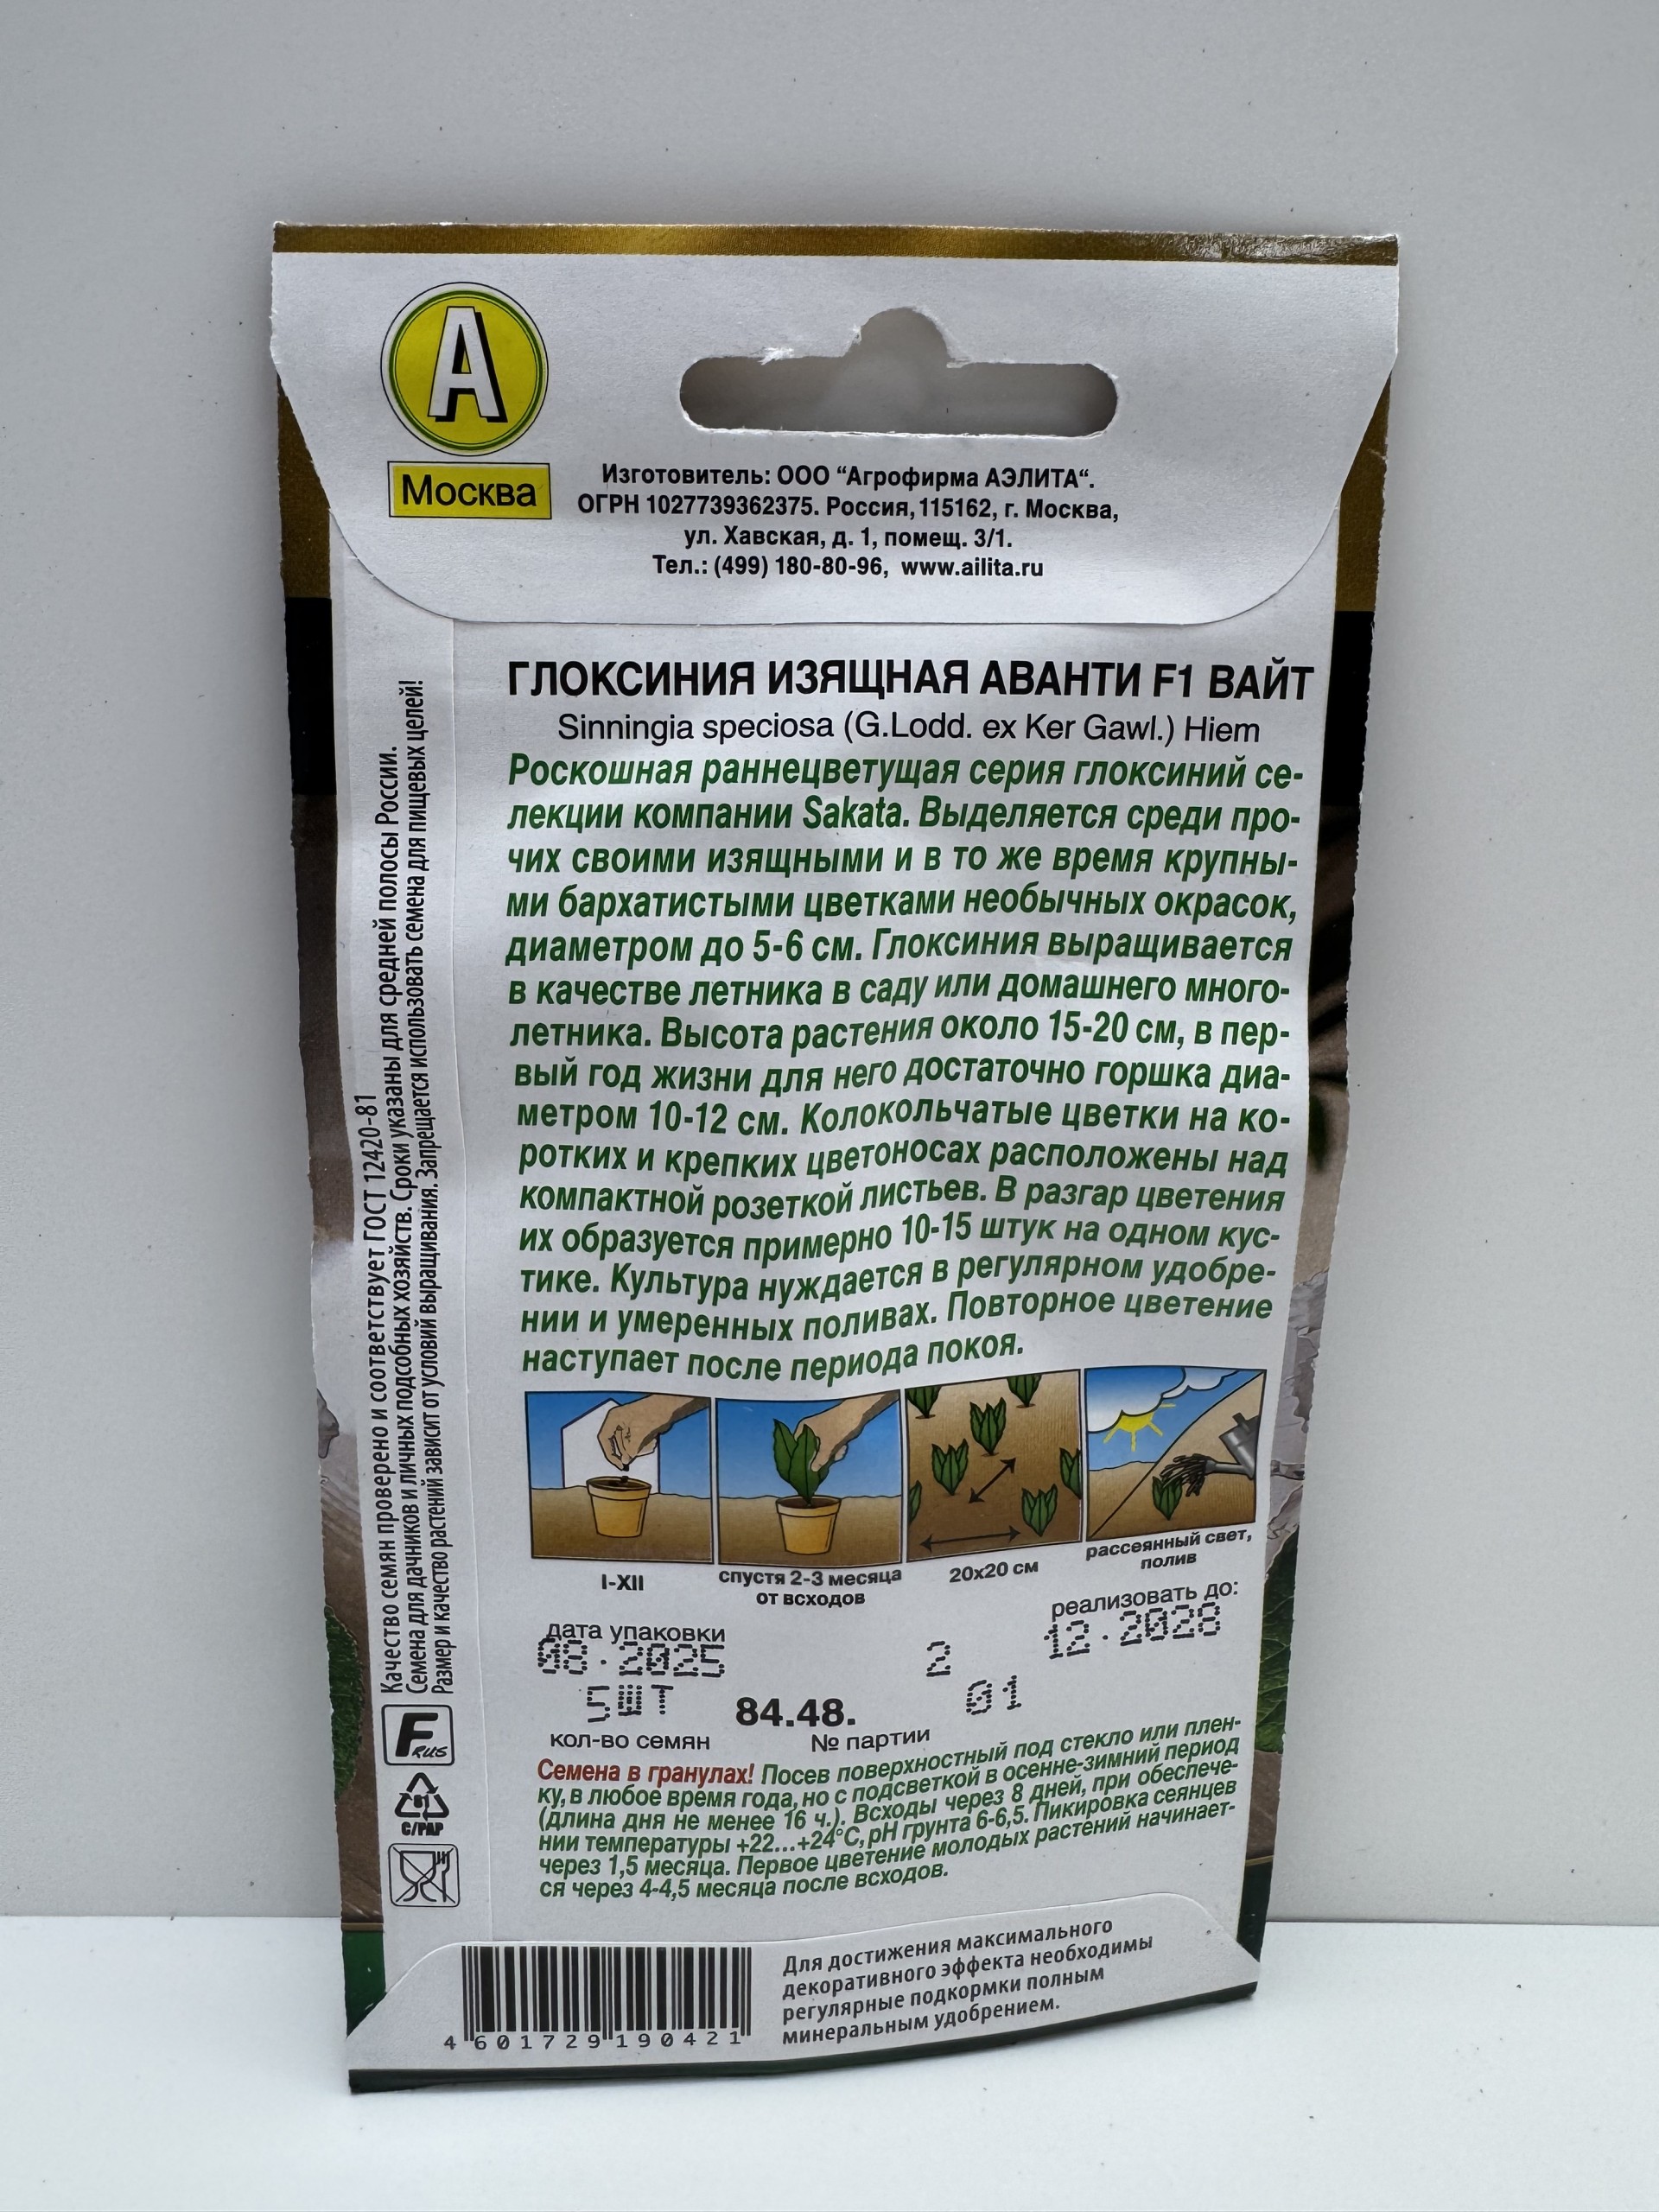 А
Москва
Изготовитель: ООО “Агрофирма АЭЛИТА“.
ОГРН 1027739362375. Россия, 115162, г. Москва,
ул. Хавская, д. 1, помещ. 3/1.
Тел.: (499) 180-80-96, www.ailita.ru
ГЛОКСИНИЯ ИЗЯЩНАЯ АВАНТИ F1 ВАЙТ
Sinningia speciosa (G.Lodd. ex Ker Gawl.) Hiern
Роскошная раннецветущая серия глоксиний се-
лекции компании Sakata. Выделяется среди про-
чих своими изящными и в то же время крупны-
ми бархатистыми цветками необычных окрасок,
диаметром до 5-6 см. Глоксиния выращивается
в качестве летника в саду или домашнего много-
летника. Высота растения около 15-20 см, в пер-
вый год жизни для него достаточно горшка диа-
метром 10-12 см. Колокольчатые цветки на ко-
ротких и крепких цветоносах расположены над
компактной розеткой листьев. В разгар цветения
их образуется примерно 10-15 штук на одном кус-
тике. Культура нуждается в регулярном удобре-
нии и умеренных поливах. Повторное цветение
наступает после периода покоя.
I-XII
спустя 2-3 месяца
от всходов
20x20 см
рассеянный свет,
полив
дата упаковки
08.2025
2
реализовать до:
12.2028
5ШТ
84.48.
01
кол-во семян
№ партии
Семена в гранулах! Посев поверхностный под стекло или плен-
ку, в любое время года, но с подсветкой в осенне-зимний период
(длина дня не менее 16 ч.). Всходы через 8 дней, при обеспече-
нии температуры +22...+24°С, рН грунта 6-6,5. Пикировка сеянцев
через 1,5 месяца. Первое цветение молодых растений начинает-
ся через 4-4,5 месяца после всходов.
Качество семян проверено и соответствует ГОСТ 12420-81
Семена для дачников и личных подсобных хозяйств. Сроки указаны для средней полосы России.
Размер и качество растений зависит от условий выращивания. Запрещается использовать семена для пищевых целей!
F RUS
81
C/PAP
4 601729 190421
Для достижения максимального
декоративного эффекта необходимы
регулярные подкормки полным
минеральным удобрением.